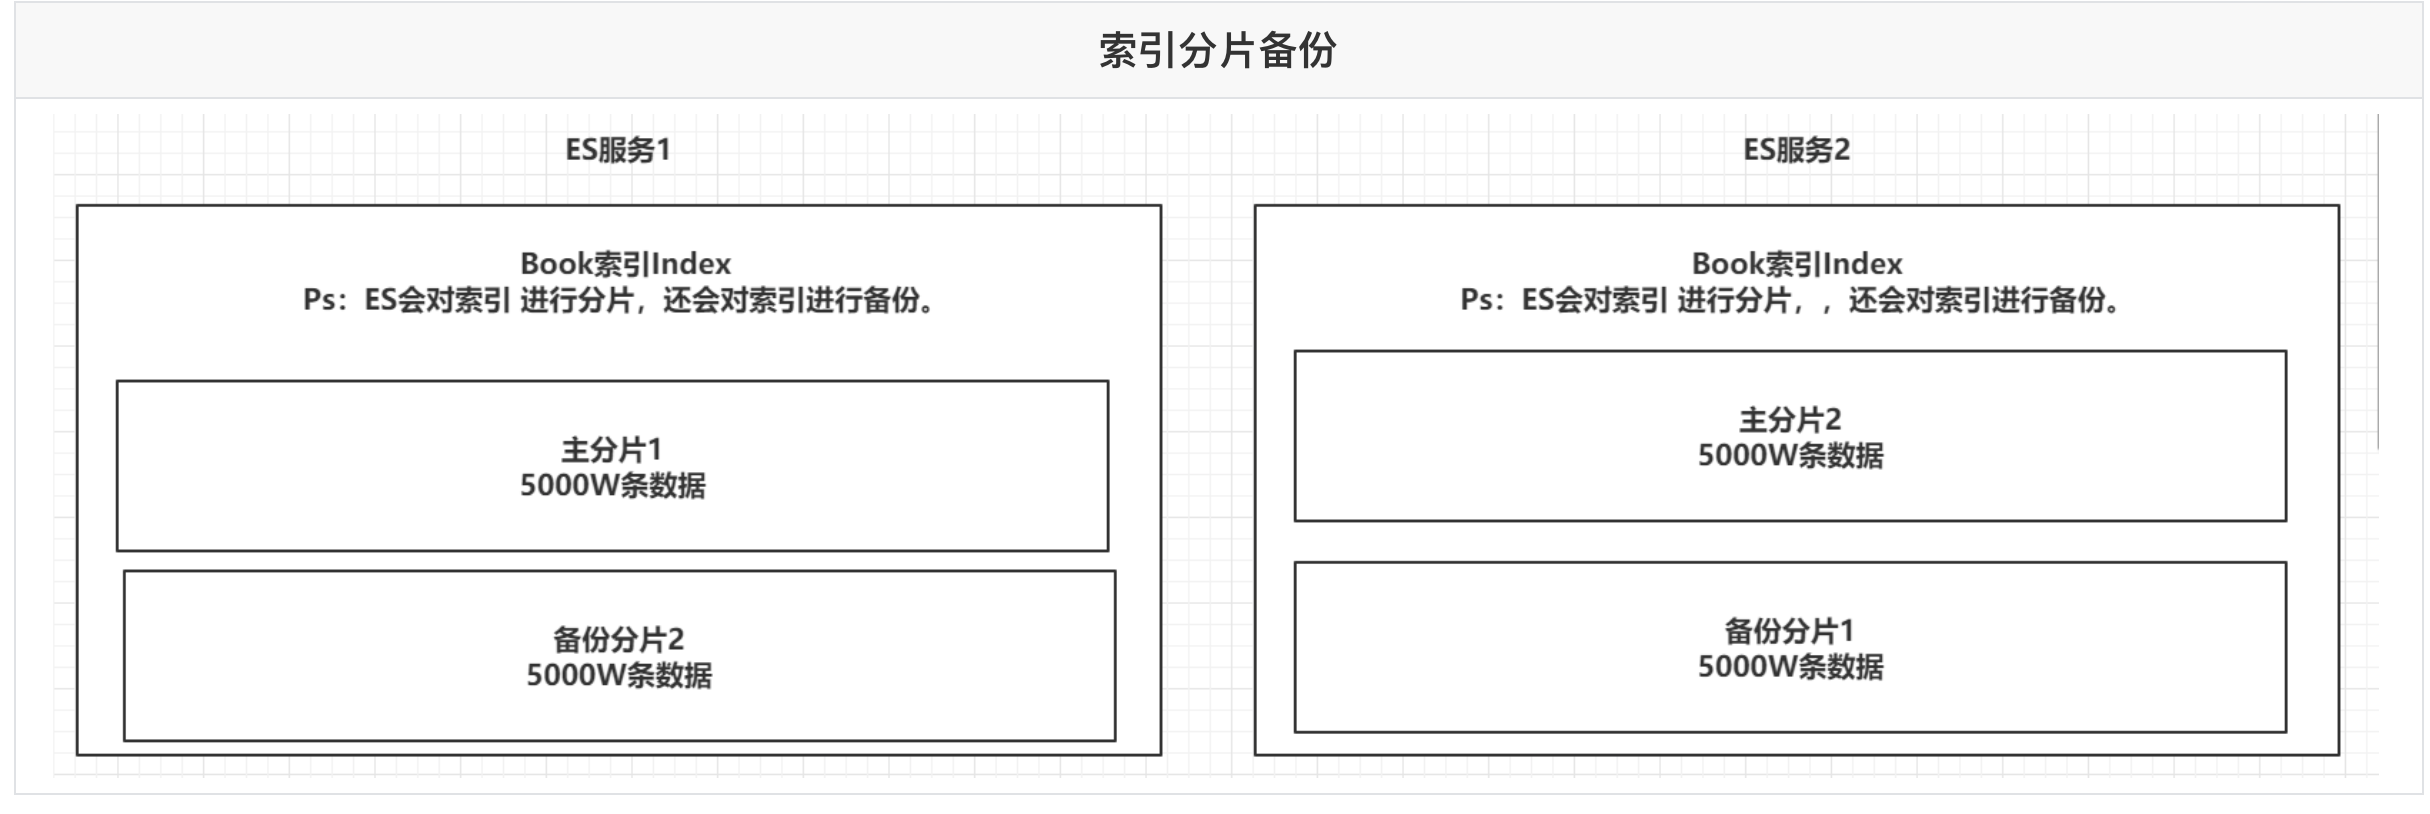 索引分片备份
ES服务1
Book索引Index
Ps：ES会对索引 进行分片，还会对索引进行备份。
主分片1
5000W条数据
备份分片2
5000W条数据
ES服务2
Book索引Index
Ps：ES会对索引 进行分片，，还会对索引进行备份。
主分片2
5000W条数据
备份分片1
5000W条数据